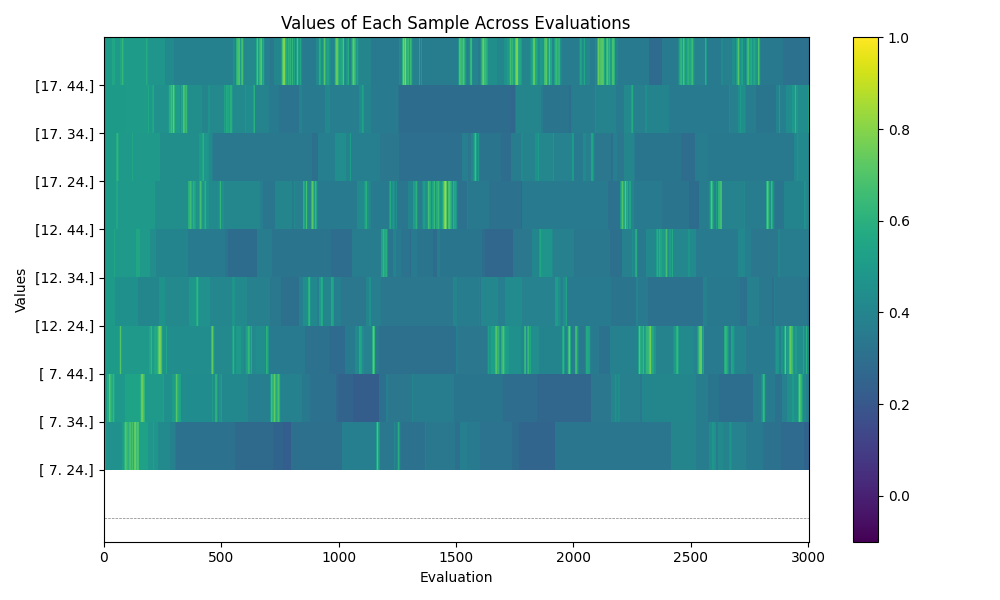 Values of Each Sample Across Evaluations
1.0
[17. 44.]
0.8
[17. 34.]
[17. 24.]
0.6
[12. 44.]
[12. 34.]
Values
0.4
[12. 24.]
[ 7. 44.]
0.2
[ 7. 34.]
[ 7. 24.]
0.0
0 500 1000 1500 2000 2500 3000
Evaluation